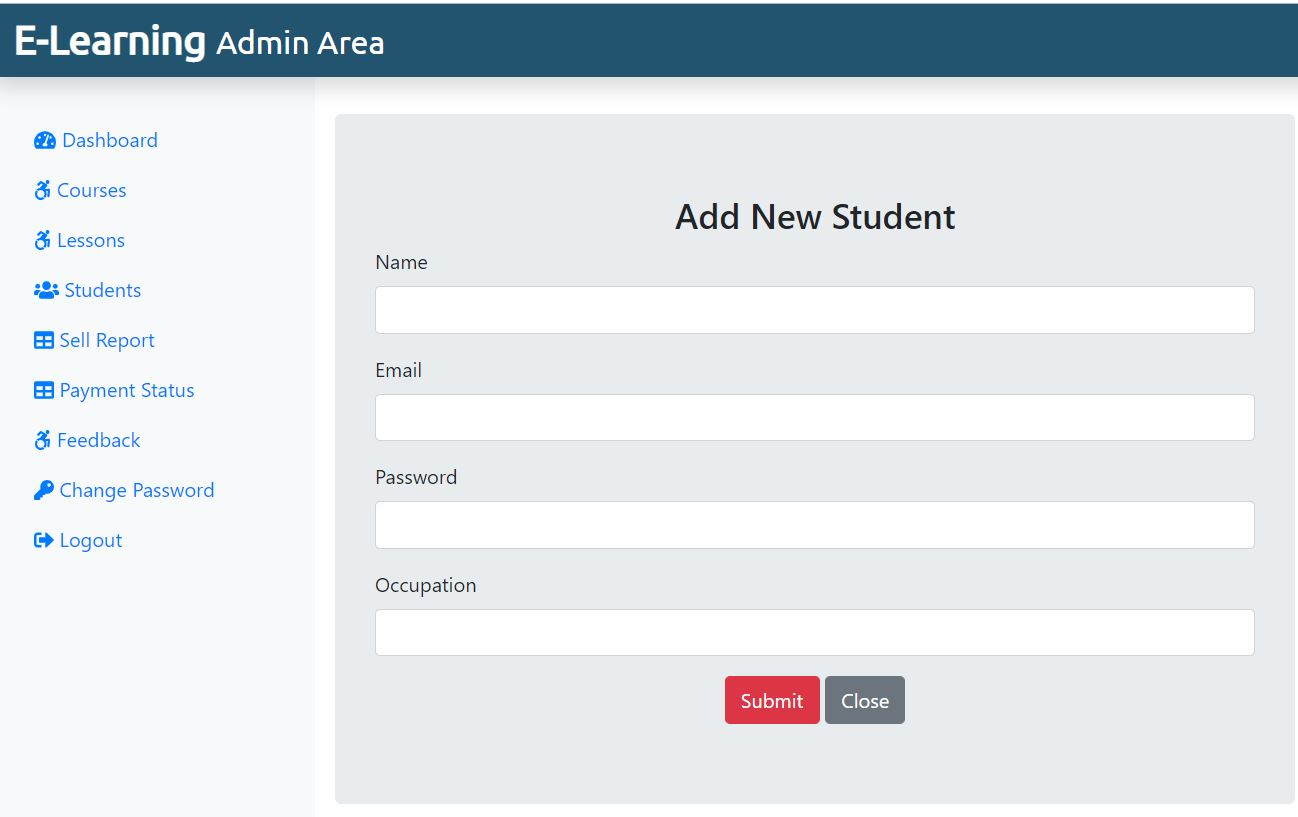 E-Learning Admin Area
Dashboard
Courses
Lessons
Students
Sell Report
Payment Status
Feedback
Change Password
Logout
Add New Student
Name
Email
Password
Occupation
Submit Close